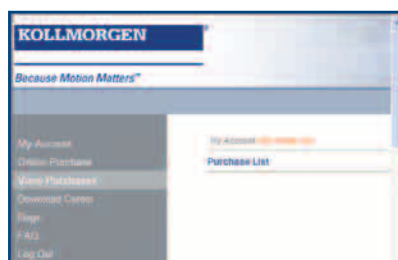 KOLLMORGEN
Because Motion Matters™
My Account
My Account
Online Purchase
Purchase List
View Purchases
Download Center
FAQ
Log Out